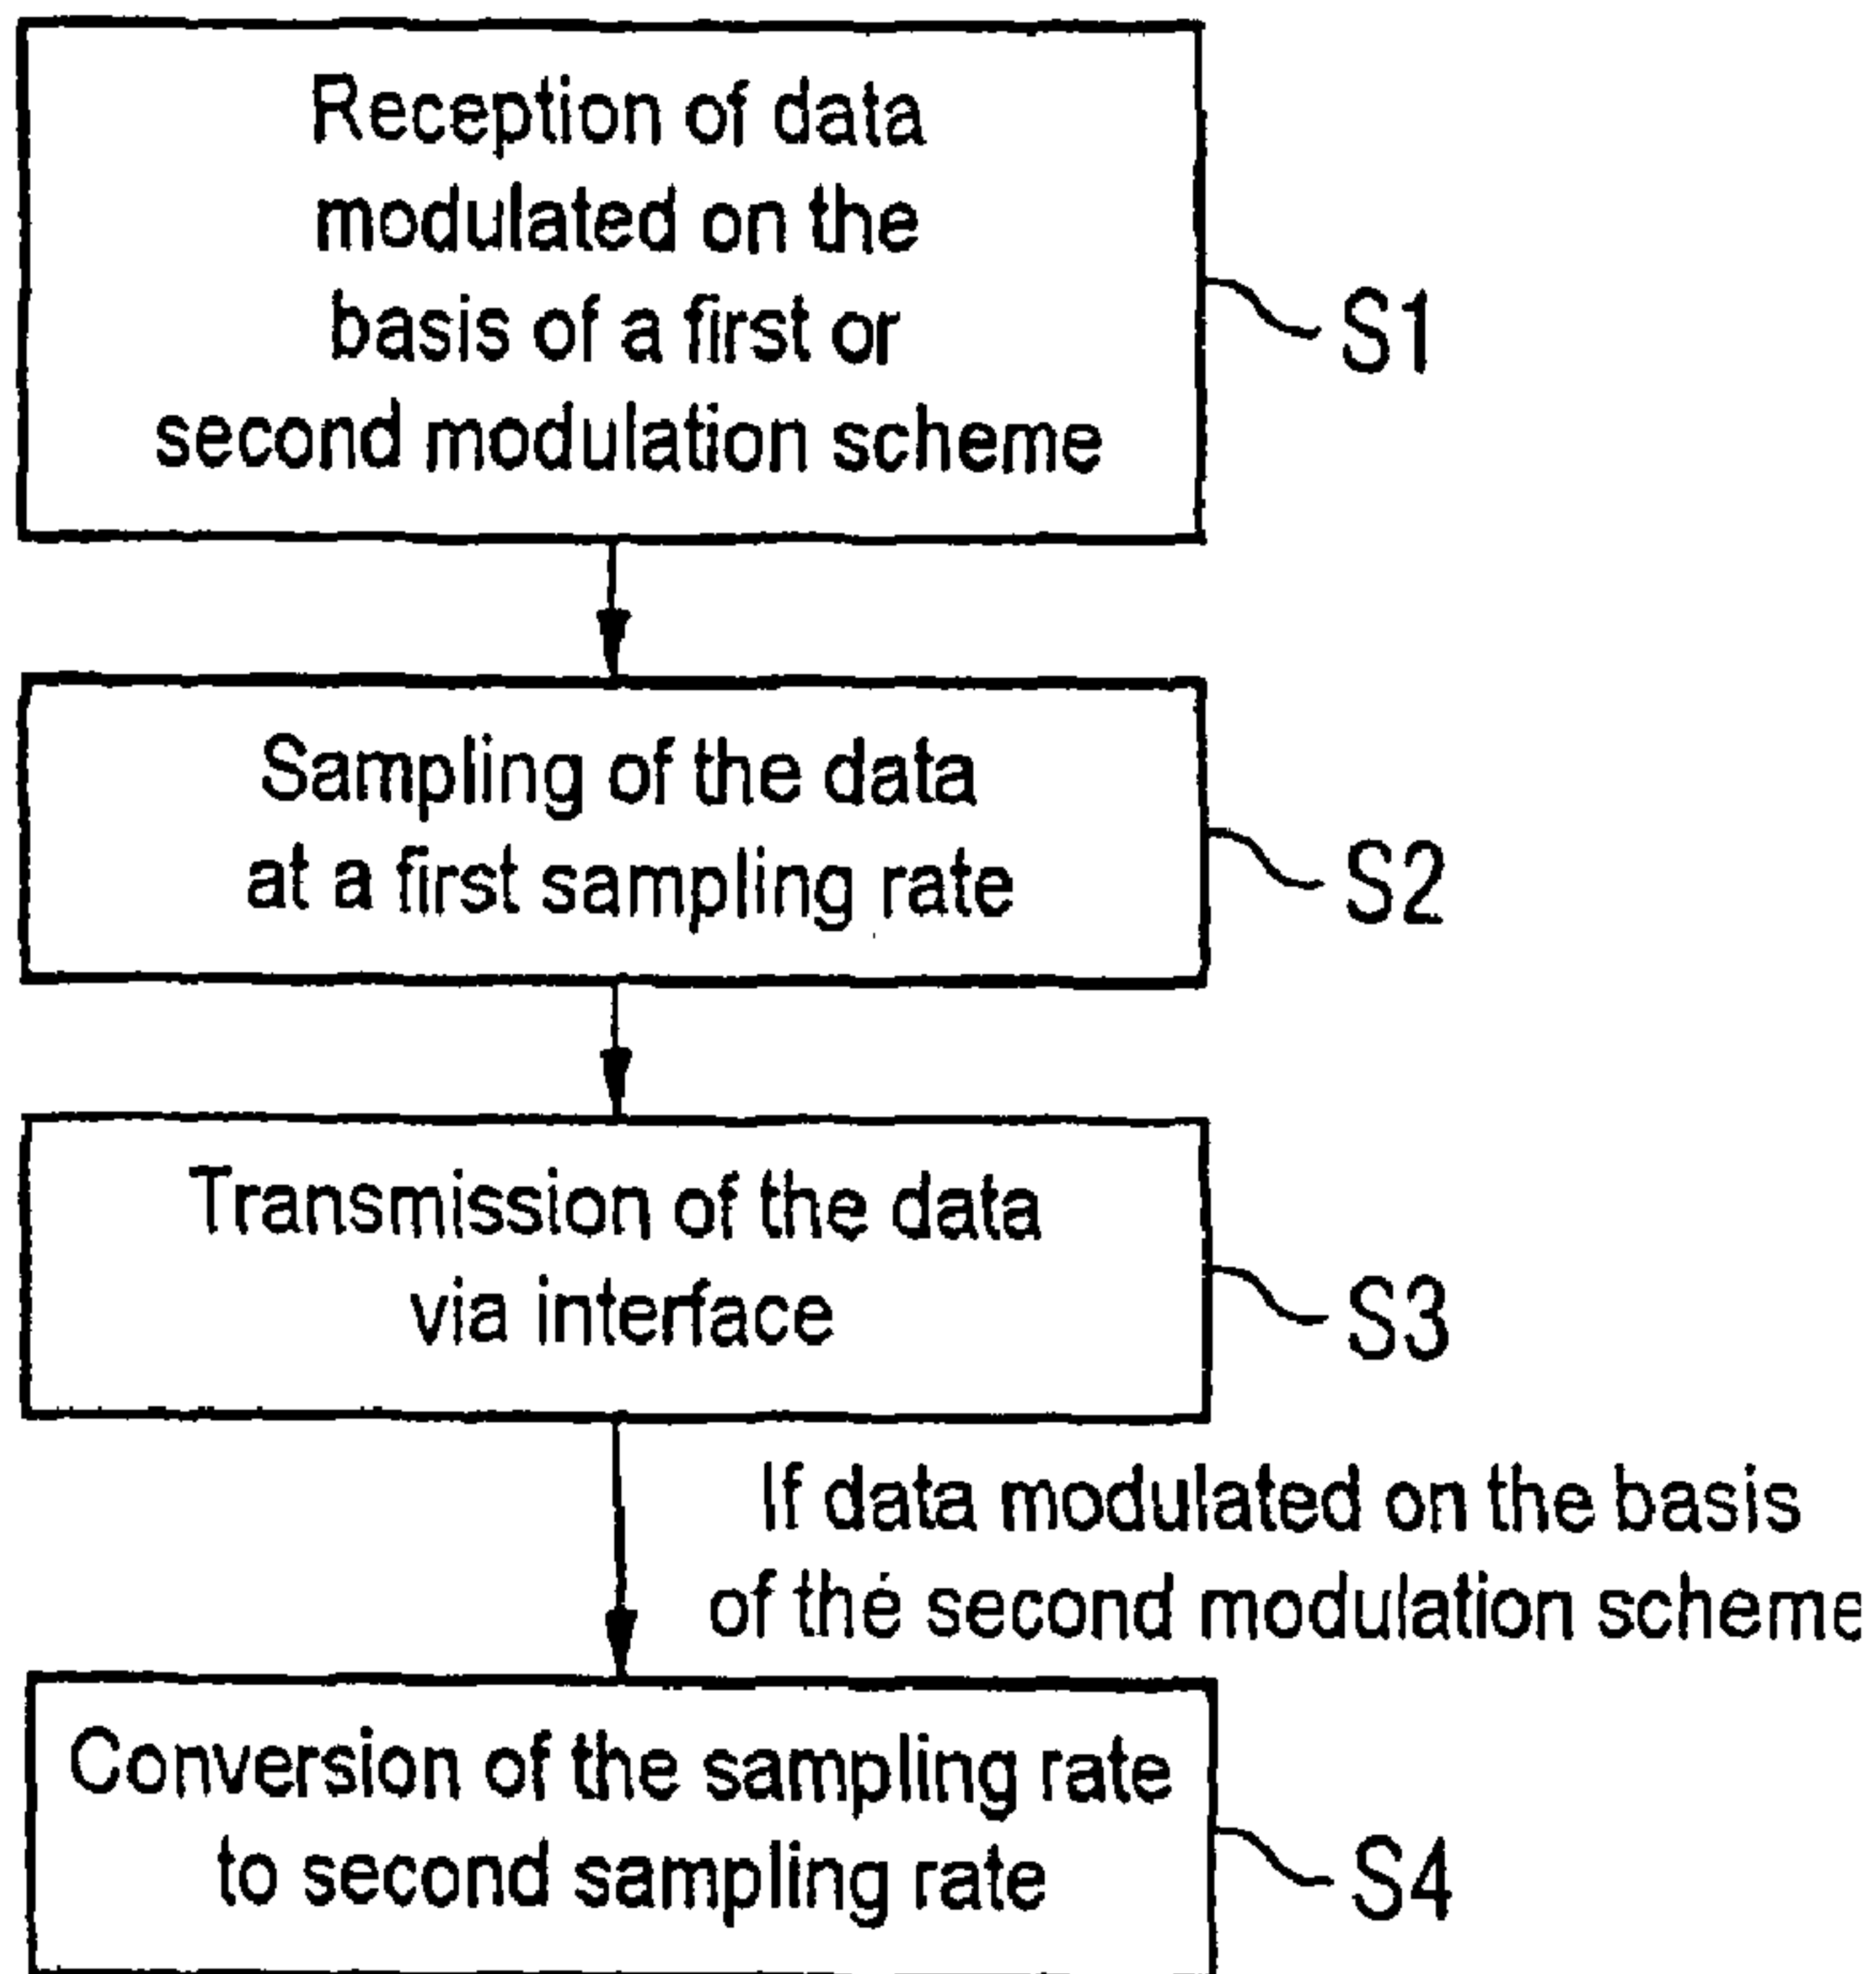 Reception of data
modulated on the
basis of a first or
second modulation scheme
S1
Sampling of the data
at a first sampling rate
S2
Transmission of the data
via interface
S3
If data modulated on the basis
of the second modulation scheme
Conversion of the sampling rate
to second sampling rate
S4